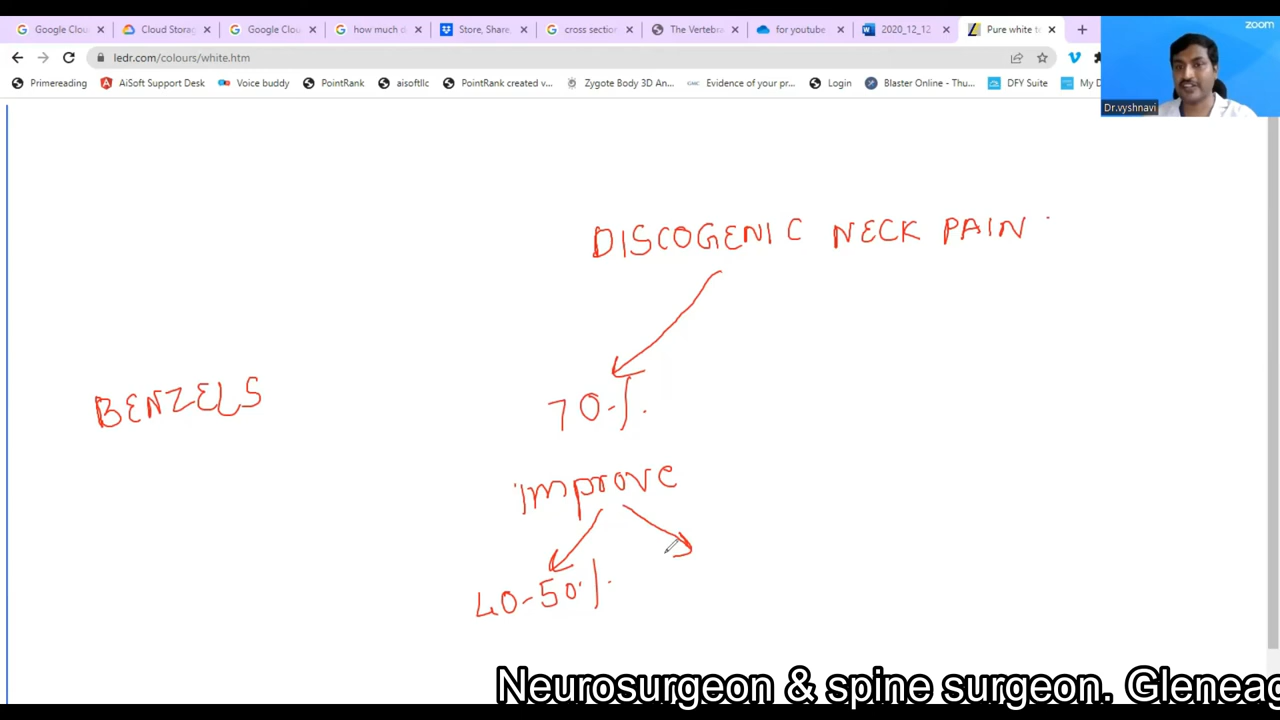 Google Clou
Cloud Storag
Google Clou
how much d
Store, Share,
cross section
The Vertebra
for youtube
2020_12_12
Pure white t
ledr.com/colours/white.htm
Primereading
AiSoft Support Desk
Voice buddy
PointRank
aisoftllc
PointRank created v...
Zygote Body 3D An...
GMC
Evidence of your pr...
Login
Blaster Online - Thu...
DFY Suite
My D
zoom
Dr.vyshnavi
DISCOGENIC NECK PAIN
70%
BENZELS
Improve
40-50%
Neurosurgeon & spine surgeon. Gleneag